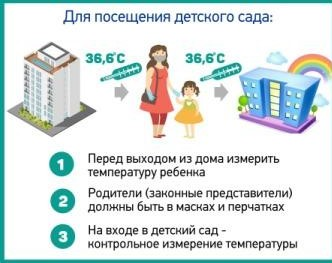 Для посещения детского сада:
36,6°C 36,6°C
1 Перед выходом из дома измерить
температуру ребенка
2 Родители (законные представители)
должны быть в масках и перчатках
3 На входе в детский сад -
контрольное измерение температуры